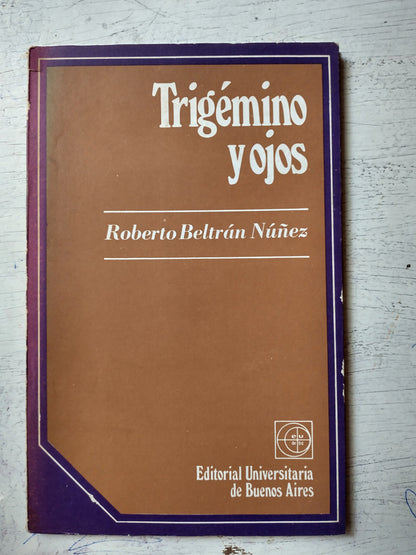 Trigémino
y ojos
Roberto Beltrán Núñez
Editorial Universitaria
de Buenos Aires